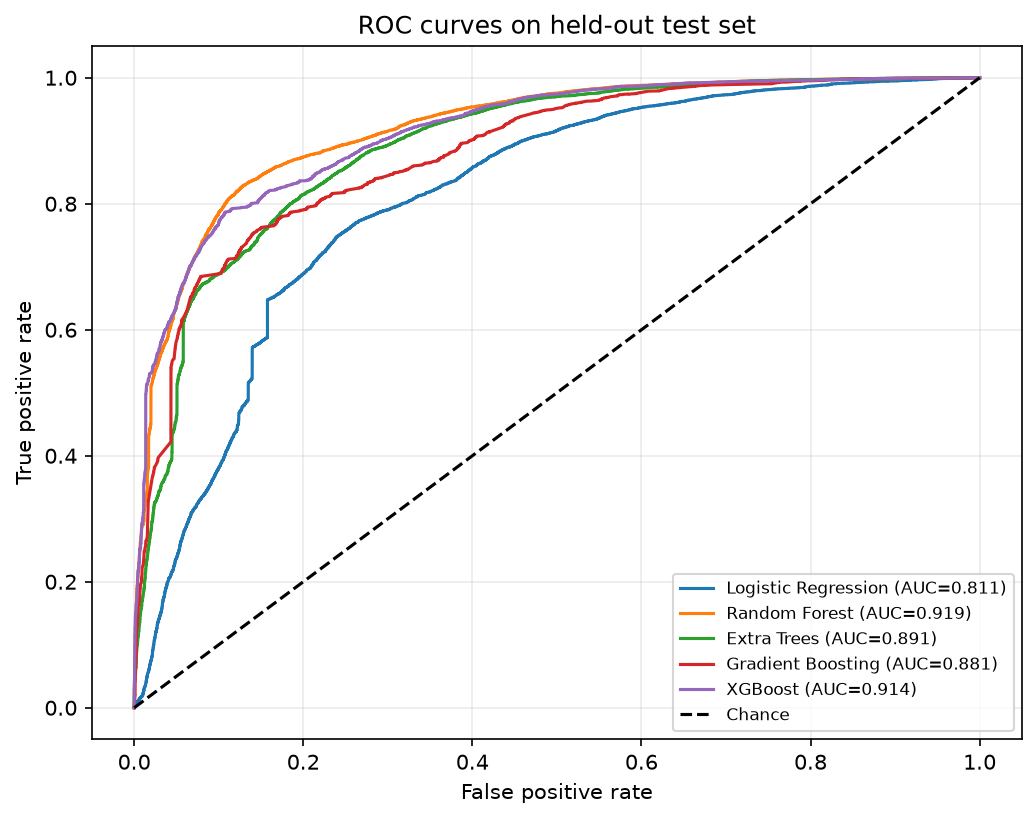 ROC curves on held-out test set
True positive rate
1.0
0.8
0.6
0.4
0.2
0.0
0.0 0.2 0.4 0.6 0.8 1.0
False positive rate
Logistic Regression (AUC=0.811)
Random Forest (AUC=0.919)
Extra Trees (AUC=0.891)
Gradient Boosting (AUC=0.881)
XGBoost (AUC=0.914)
Chance